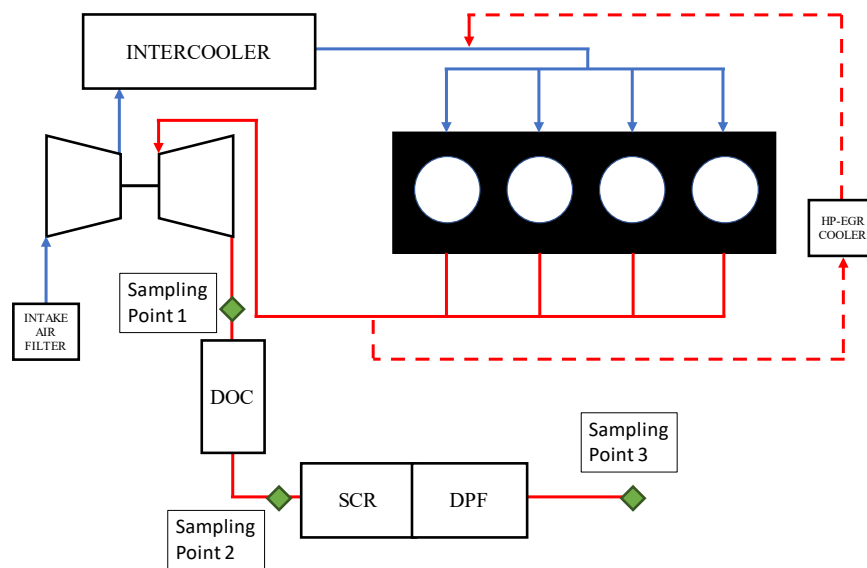 INTERCOOLER
HP-EGR
COOLER
Sampling
Point 1
INTAKE
AIR
FILTER
DOC
Sampling
Point 3
SCR
DPF
Sampling
Point 2